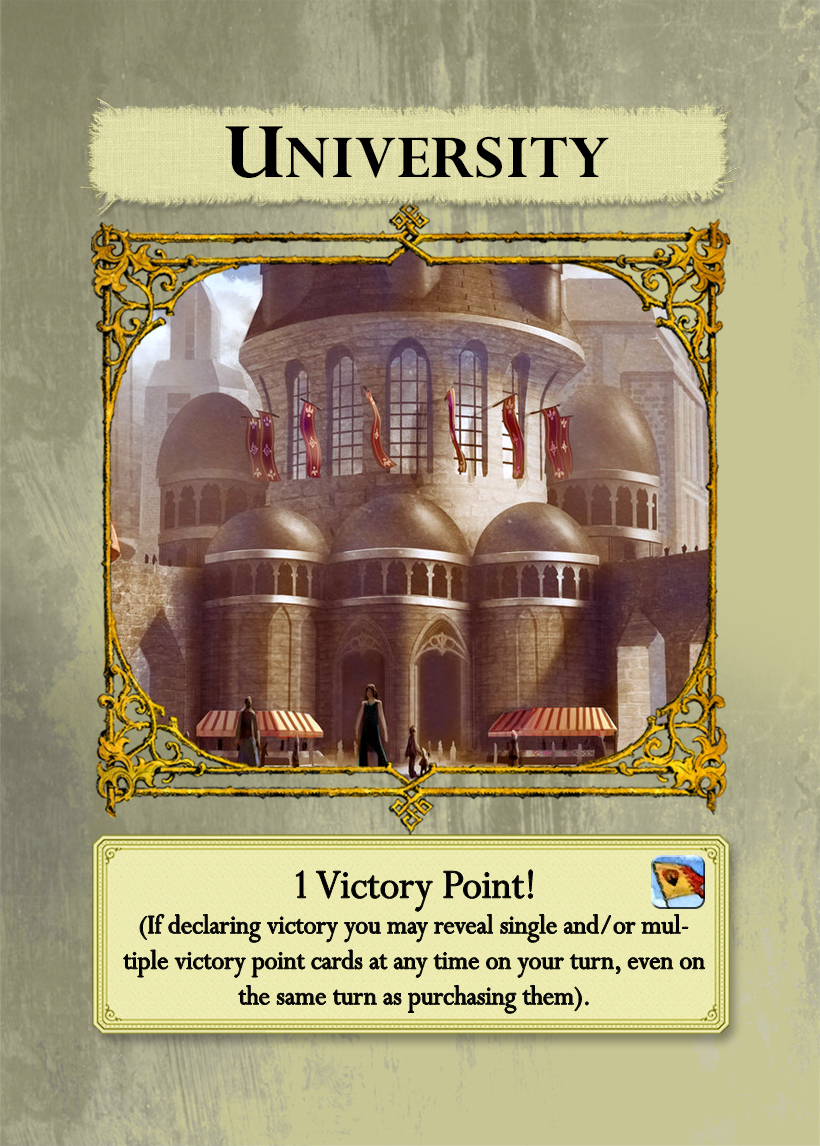 University
1 Victory Point!
(If declaring victory you may reveal single and/or mul-
tiple victory point cards at any time on your turn, even on
the same turn as purchasing them).